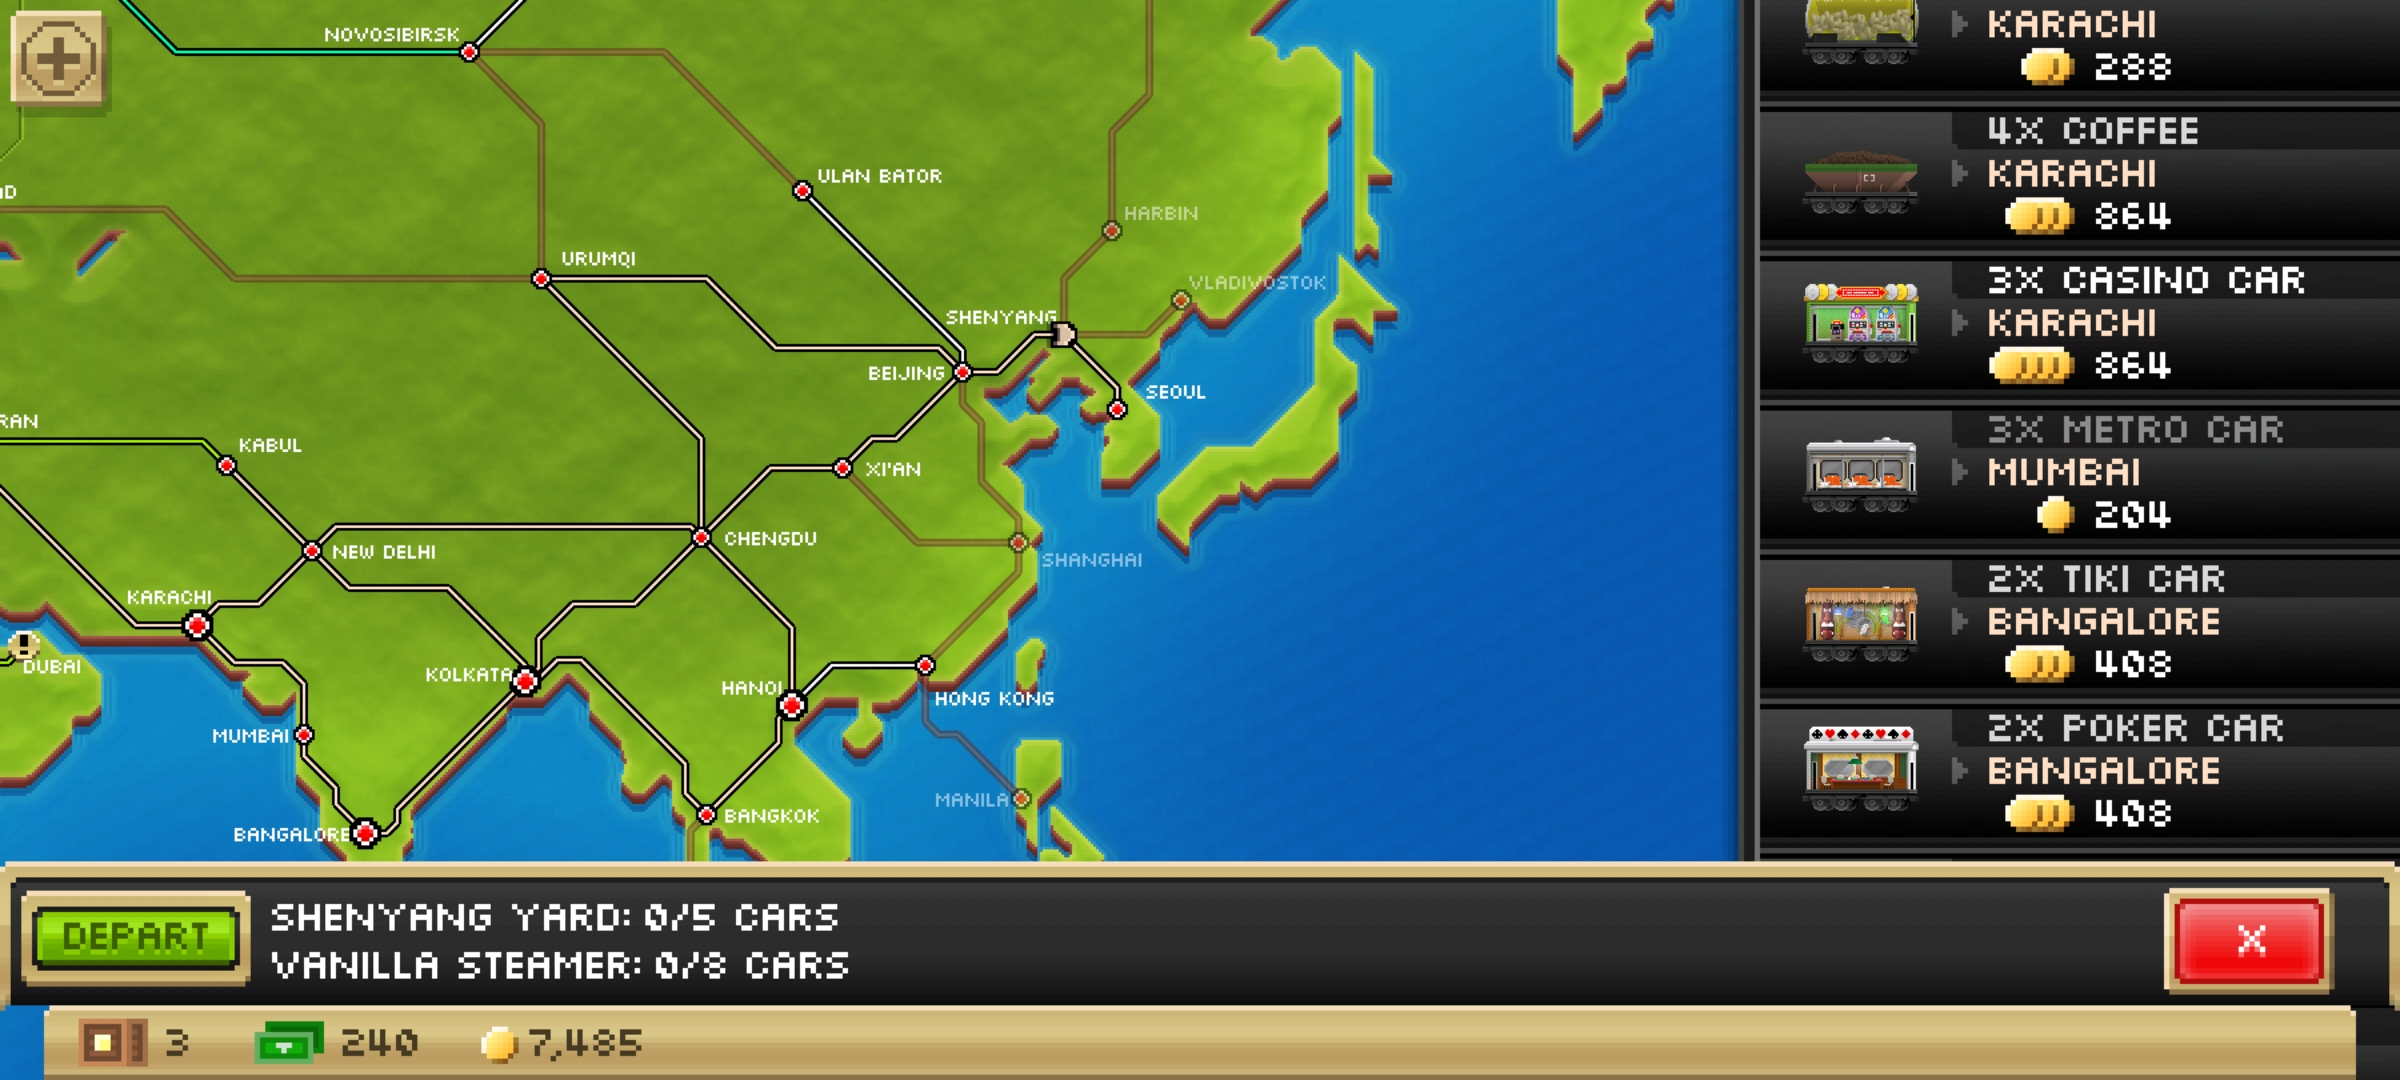 NOVOSIBIRSK
ULAN BATOR
HARBIN
URUMQI
VLADIVOSTOK
SHENYANG
BEIJING
SEOUL
RAN
KABUL
XI'AN
CHENGDU
NEW DELHI
SHANGHAI
KARACHI
DUBAI
KOLKATA
HANOI
HONG KONG
MUMBAI
MANILA
BANGKOK
BANGALORE
KARACHI
288
4X COFFEE
KARACHI
864
3X CASINO CAR
KARACHI
864
3X METRO CAR
MUMBAI
204
2X TIKI CAR
BANGALORE
408
2X POKER CAR
BANGALORE
408
DEPART
SHENYANG YARD: 0/5 CARS
VANILLA STEAMER: 0/8 CARS
X
3
240
7,485